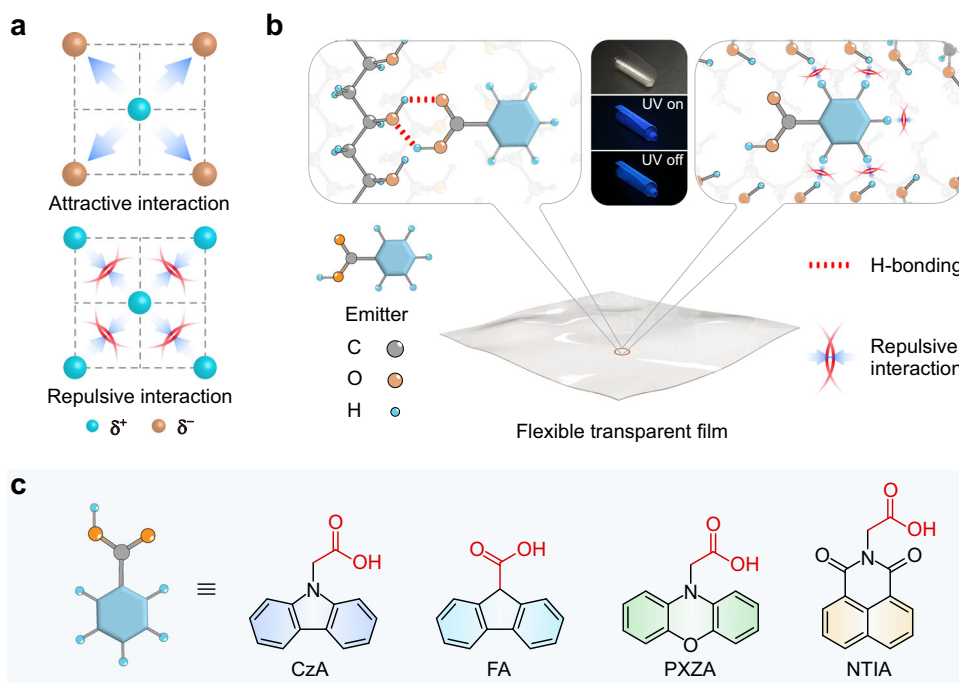 a
Attractive interaction
Repulsive interaction
δ+ δ−
b
UV on
UV off
Emitter
C
O
H
H-bonding
Repulsive
interaction
Flexible transparent film
c
≡
O
OH
N
CzA
O
OH
FA
O
OH
N
O
PXZA
O
OH
O
N
O
NTIA